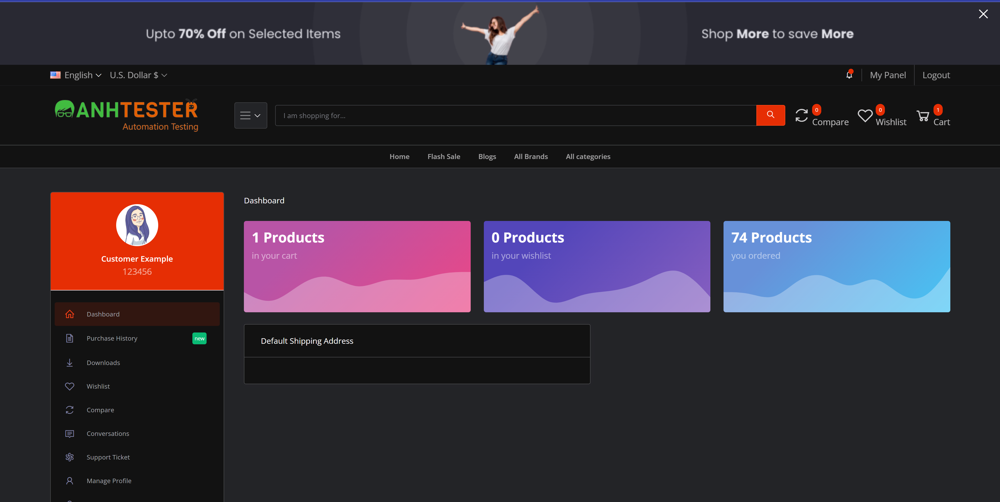 Upto 70% Off on Selected Items
Shop More to save More
English
U.S. Dollar $
My Panel
Logout
ANHTESTER
Automation Testing
I am shopping for...
0
Compare
0
Wishlist
1
Cart
Home
Flash Sale
Blogs
All Brands
All categories
Customer Example
123456
Dashboard
Purchase History
new
Downloads
Wishlist
Compare
Conversations
Support Ticket
Manage Profile
Dashboard
1 Products
in your cart
0 Products
in your wishlist
74 Products
you ordered
Default Shipping Address